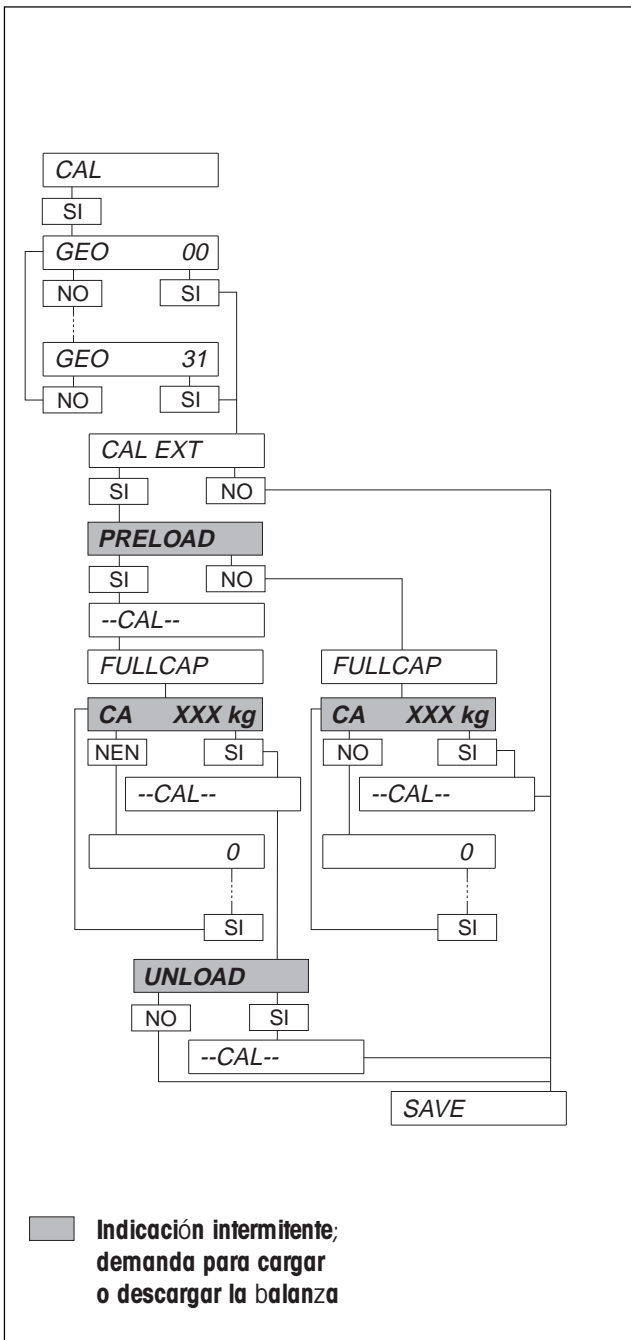 CAL
SI
GEO 00
NO SI
GEO 31
NO SI
CAL EXT
SI NO
PRELOAD
SI NO
--CAL--
FULLCAP FULLCAP
CA XXX kg CA XXX kg
NEN SI NO SI
--CAL-- --CAL--
0 0
SI SI
UNLOAD
NO SI
--CAL--
SAVE
Indicación intermitente;
demanda para cargar
o descargar la balanza